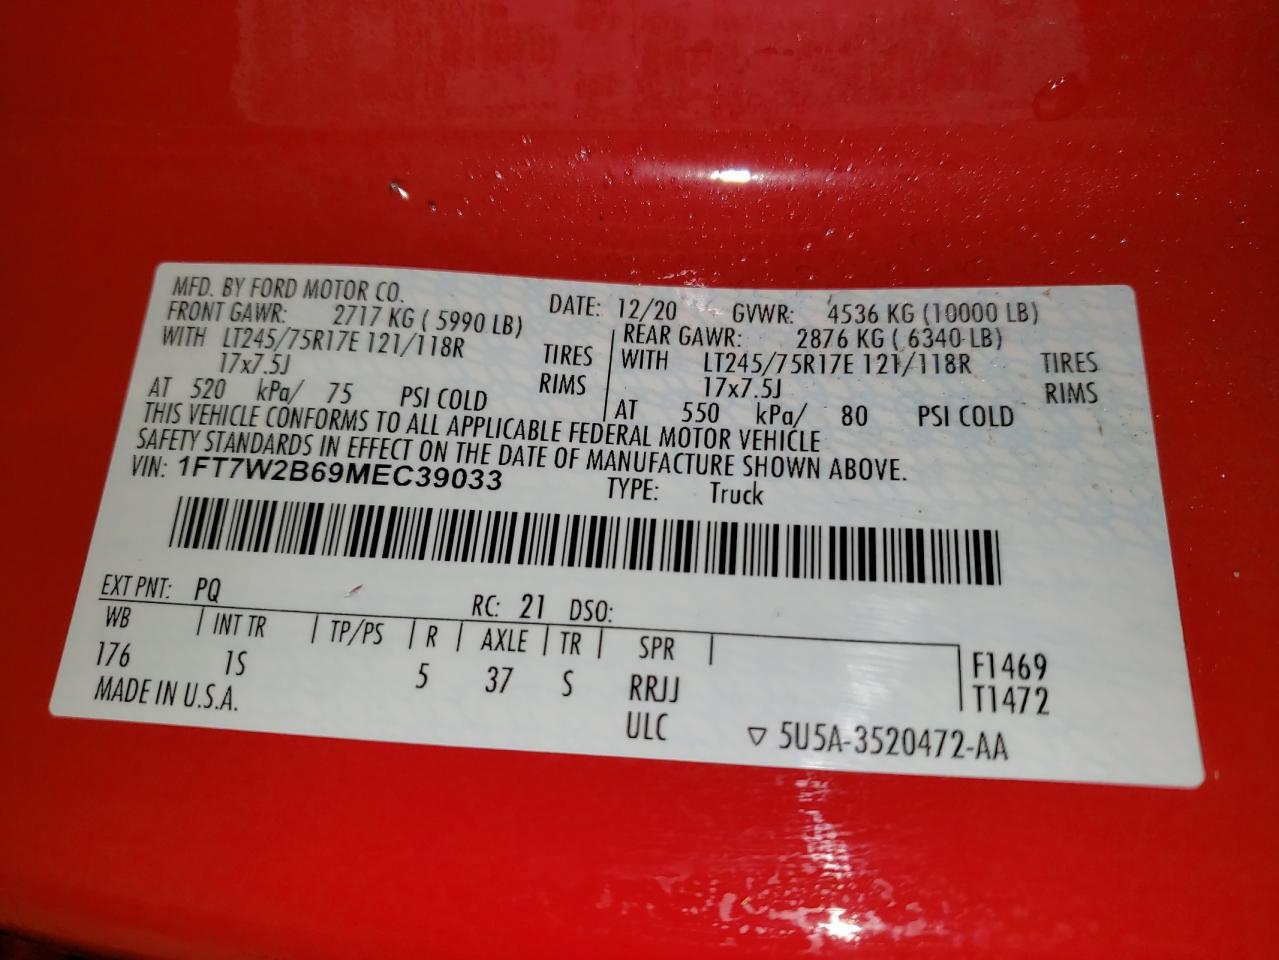 MFD. BY FORD MOTOR CO. DATE: 12/20 GVWR: 4536 KG (10000 LB)
FRONT GAWR: 2717 KG ( 5990 LB) REAR GAWR: 2876 KG ( 6340 LB)
WITH LT245/75R17E 121/118R TIRES WITH LT245/75R17E 121/118R TIRES
17x7.5J RIMS 17x7.5J RIMS
AT 520 kPa/ 75 PSI COLD AT 550 kPa/ 80 PSI COLD
THIS VEHICLE CONFORMS TO ALL APPLICABLE FEDERAL MOTOR VEHICLE
SAFETY STANDARDS IN EFFECT ON THE DATE OF MANUFACTURE SHOWN ABOVE.
VIN: 1FT7W2B69MEC39033 TYPE: Truck
EXT PNT: PQ RC: 21 DSO:
WB INT TR TP/PS R AXLE TR SPR F1469
176 1S 5 37 S RRJJ T1472
MADE IN U.S.A. ULC ▽ 5U5A-3520472-AA